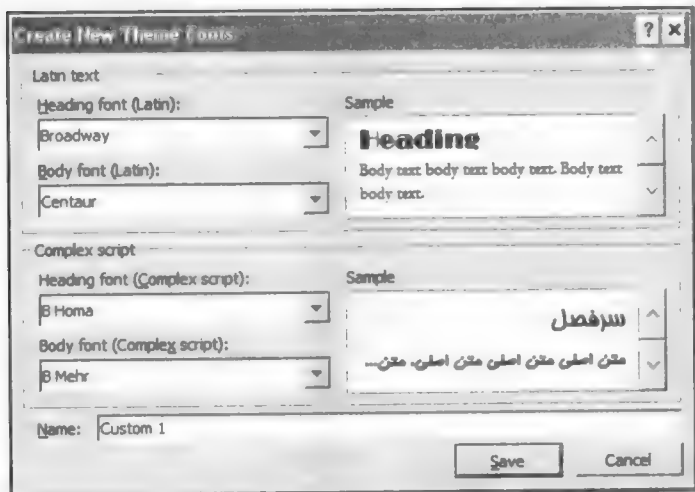 Create New Theme Fonts
? ×
Latin text
Heading font (Latin):
Broadway
Body font (Latin):
Centaur
Sample
Heading
Body text body text body text. Body text
body text.
Complex script
Heading font (Complex script):
B Homa
Body font (Complex script):
B Mehr
Sample
سرفصل
متن اصلی متن اصلی متن اصلی. متن...
Name: Custom 1
Save Cancel